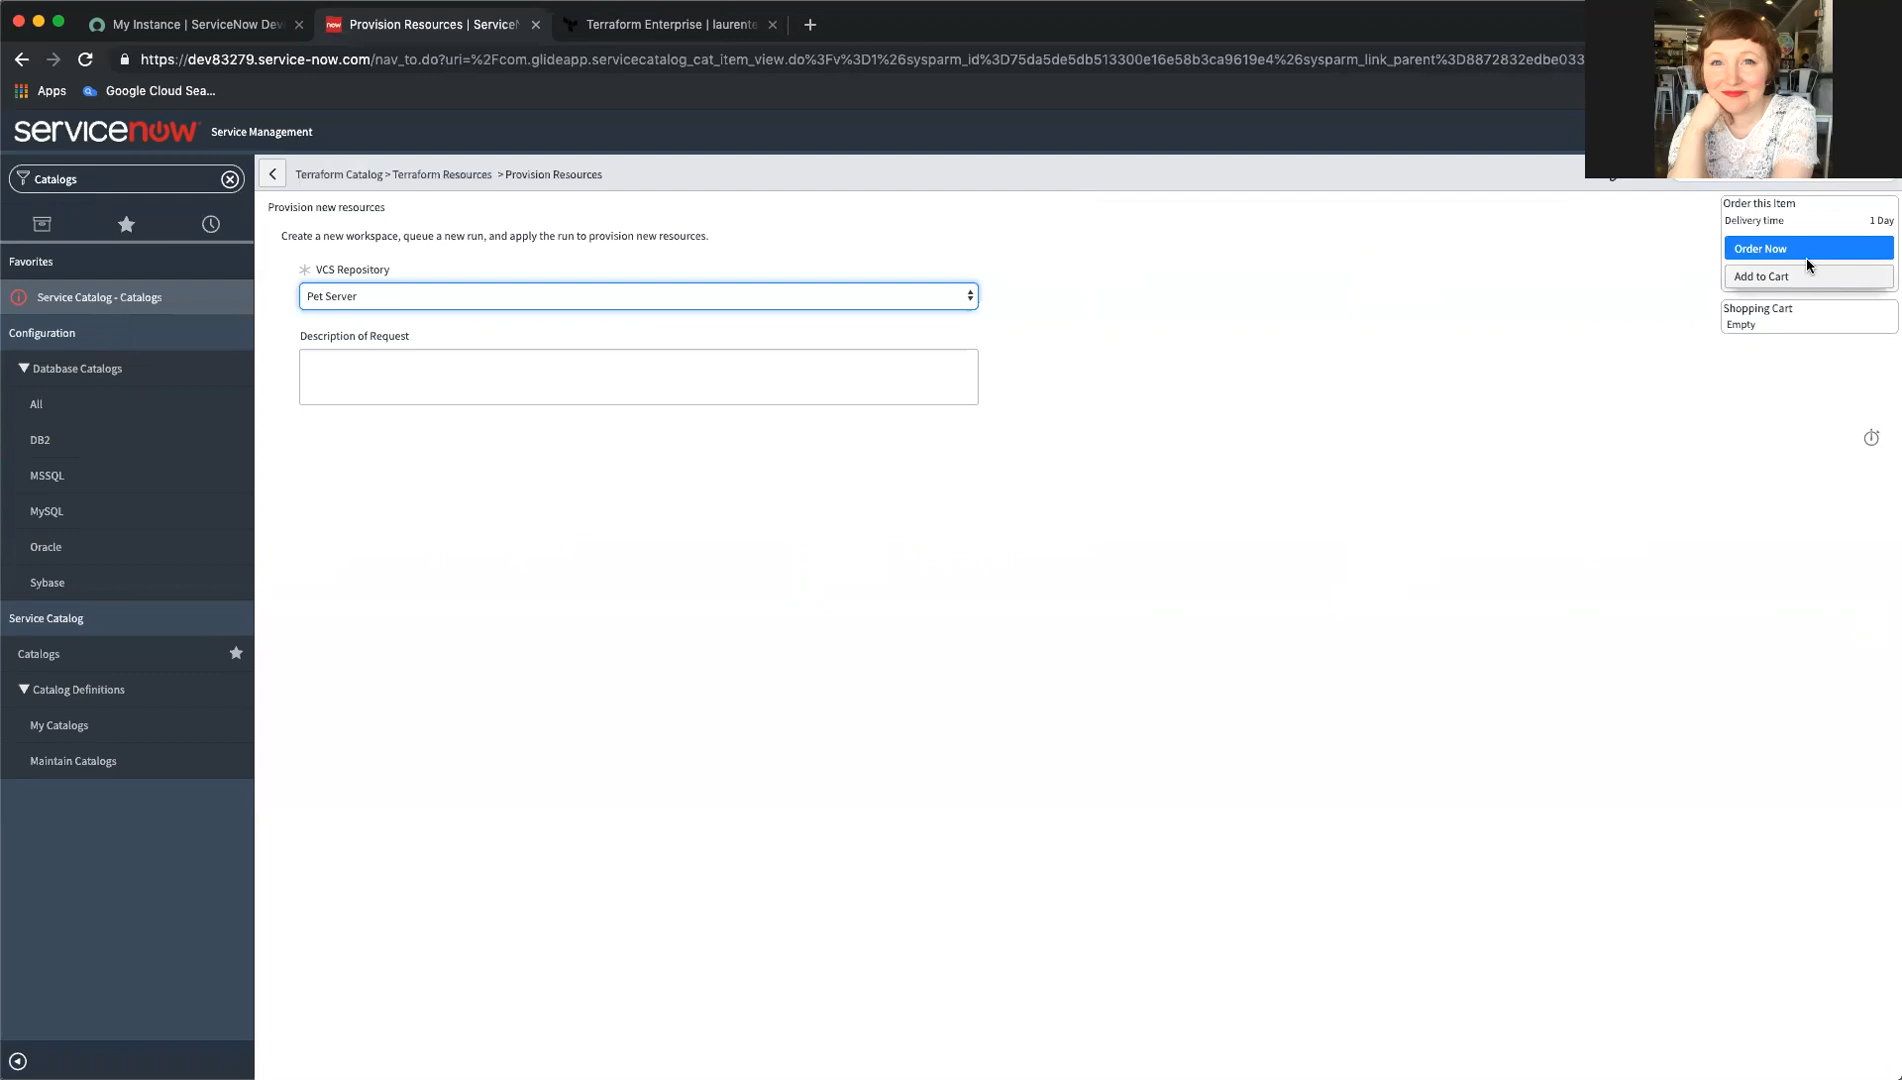 My Instance | ServiceNow Dev
Provision Resources | ServiceN
Terraform Enterprise | laurente
https://dev83279.service-now.com/nav_to.do?uri=%2Fcom.glideapp.servicecatalog_cat_item_view.do%3Fv%3D1%26sysparm_id%3D75da5de5db513300e16e58b3ca9619e4%26sysparm_link_parent%3D8872832edbe033
Apps
Google Cloud Sea...
servicenow Service Management
Catalogs
Terraform Catalog > Terraform Resources > Provision Resources
Provision new resources
Create a new workspace, queue a new run, and apply the run to provision new resources.
VCS Repository
Pet Server
Description of Request
Order this Item
Delivery time 1 Day
Order Now
Add to Cart
Shopping Cart
Empty
Favorites
Service Catalog - Catalogs
Configuration
Database Catalogs
All
DB2
MSSQL
MySQL
Oracle
Sybase
Service Catalog
Catalogs
Catalog Definitions
My Catalogs
Maintain Catalogs